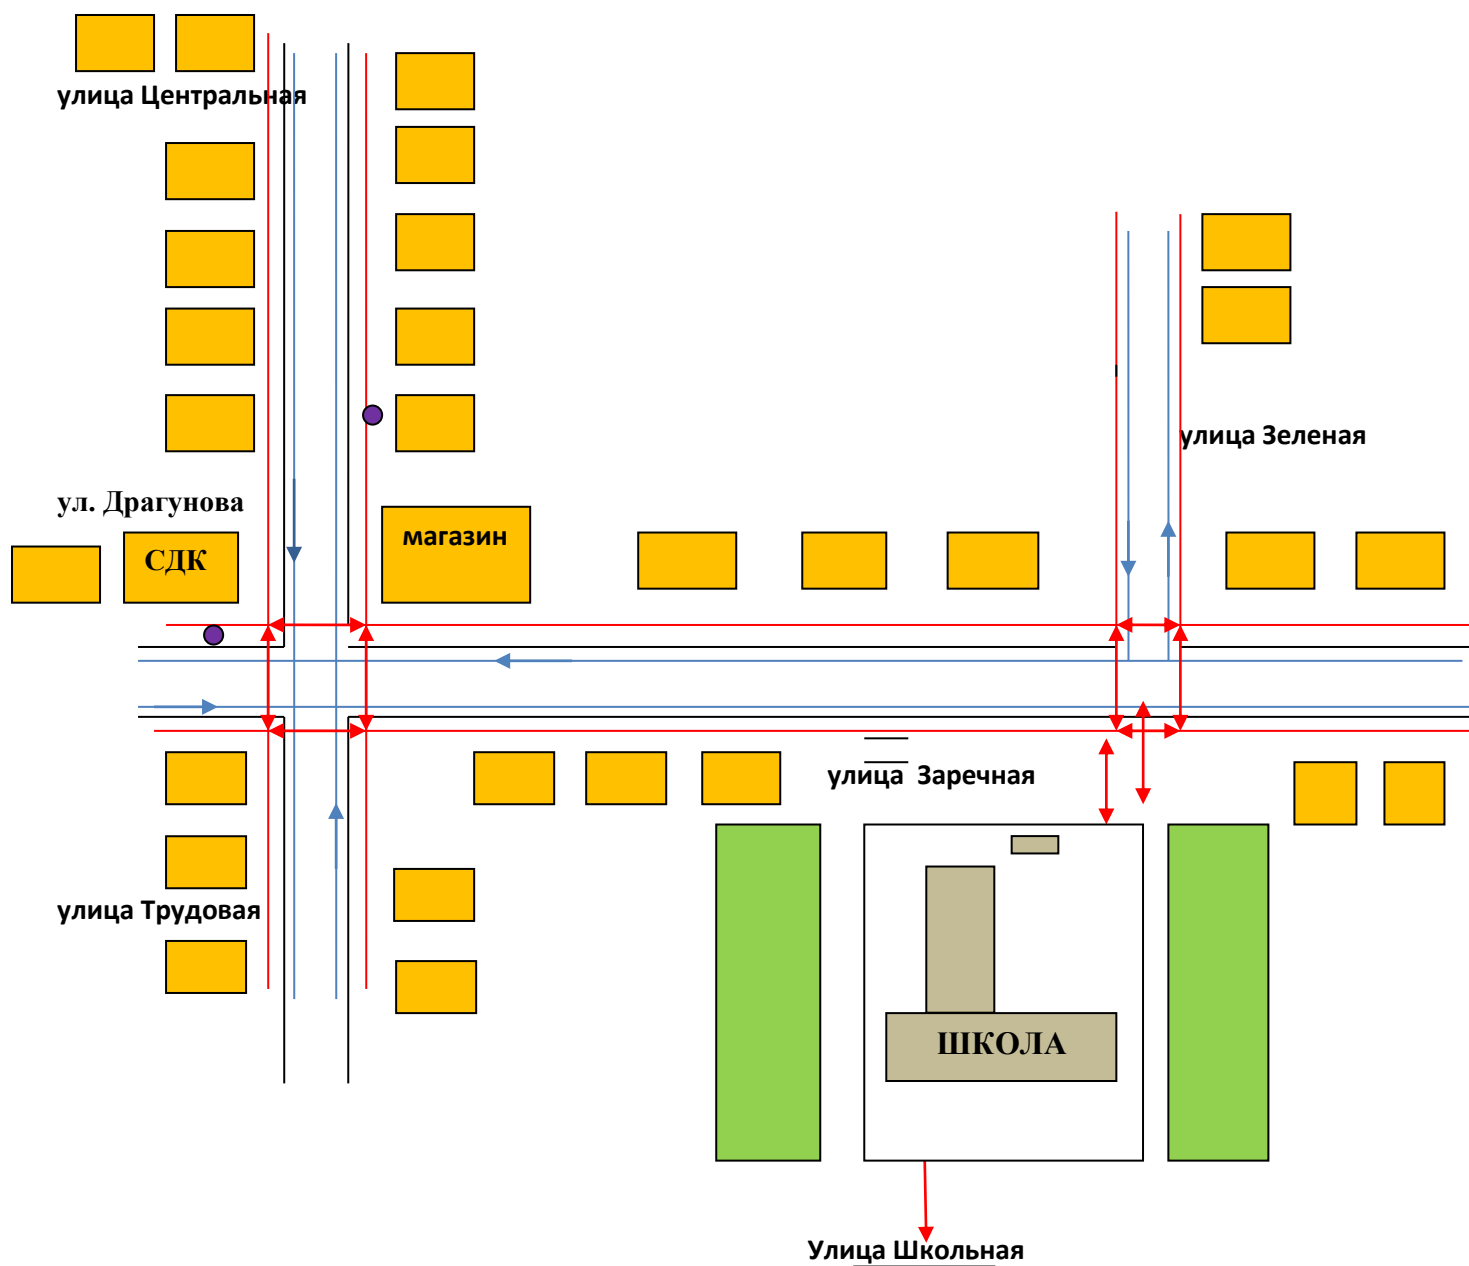 улица Центральная
улица Зеленая
ул. Драгунова
магазин
СДК
улица Заречная
улица Трудовая
ШКОЛА
Улица Школьная